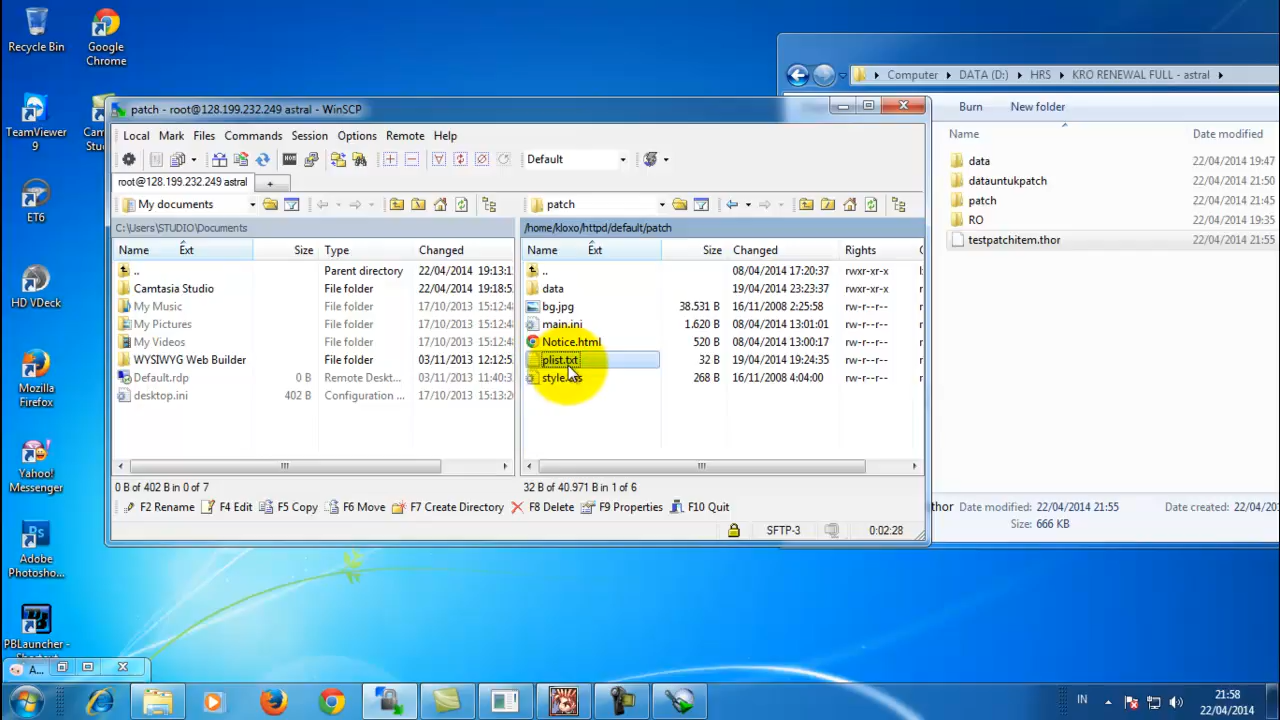 Recycle Bin
Google
Chrome
TeamViewer
9
Cam
Stud
ET6
HD VDeck
Mozilla
Firefox
Yahoo!
Messenger
Adobe
Photosho...
PBLauncher -
A...
patch - root@128.199.232.249 astral - WinSCP
Local Mark Files Commands Session Options Remote Help
Default
root@128.199.232.249 astral
My documents
patch
C:\Users\STUDIO\Documents
/home/kloxo/httpd/default/patch
Name Ext Size Type Changed
Name Ext Size Changed Rights
.. Parent directory 22/04/2014 19:13:1
Camtasia Studio File folder 22/04/2014 19:18:5
My Music File folder 17/10/2013 15:12:4
My Pictures File folder 17/10/2013 15:12:4
My Videos File folder 17/10/2013 15:12:4
WYSIWYG Web Builder File folder 03/11/2013 12:12:5
Default.rdp 0 B Remote Deskt... 03/11/2013 11:40:3
desktop.ini 402 B Configuration ... 17/10/2013 15:13:2
.. 08/04/2014 17:20:37 rwxr-xr-x
data 19/04/2014 23:23:37 rwxr-xr-x
bg.jpg 38.531 B 16/11/2008 2:25:58 rw-r--r--
main.ini 1.620 B 08/04/2014 13:01:01 rw-r--r--
Notice.html 520 B 08/04/2014 13:00:17 rw-r--r--
plist.txt 32 B 19/04/2014 19:24:35 rw-r--r--
style. 268 B 16/11/2008 4:04:00 rw-r--r--
0 B of 402 B in 0 of 7
32 B of 40.971 B in 1 of 6
F2 Rename F4 Edit F5 Copy F6 Move F7 Create Directory F8 Delete F9 Properties F10 Quit
SFTP-3 0:02:28
Computer DATA (D:) HRS KRO RENEWAL FULL - astral
Burn New folder
Name Date modified
data 22/04/2014 19:47
datauntukpatch 22/04/2014 21:50
patch 22/04/2014 21:45
RO 22/04/2014 19:39
testpatchitem.thor 22/04/2014 21:55
thor Date modified: 22/04/2014 21:55 Date created: 22/04/20
Size: 666 KB
IN
21:58
22/04/2014